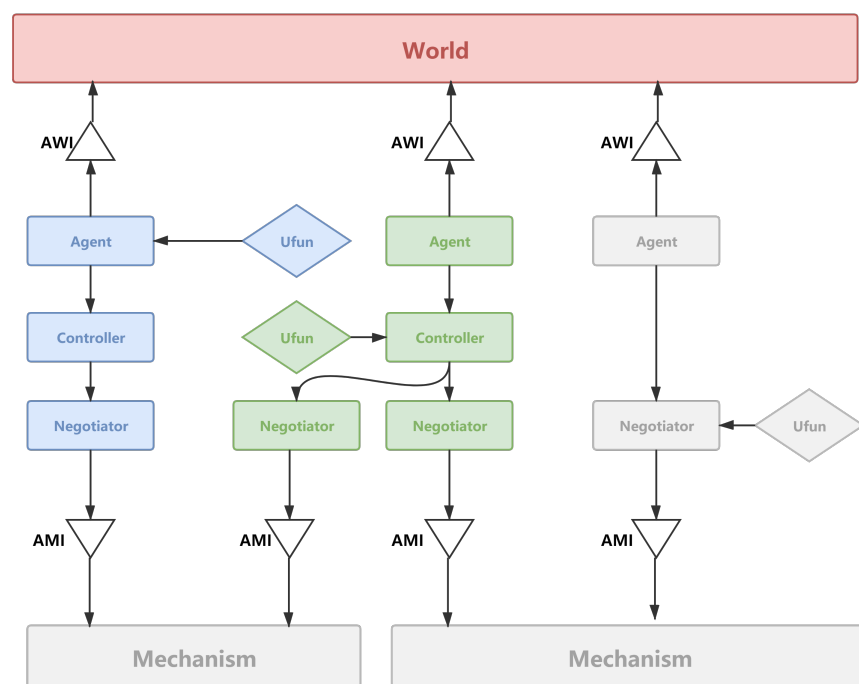 World
AWI
AWI
AWI
Agent
Ufun
Agent
Agent
Controller
Ufun
Controller
Negotiator
Negotiator
Negotiator
Negotiator
Ufun
AMI
AMI
AMI
AMI
Mechanism
Mechanism